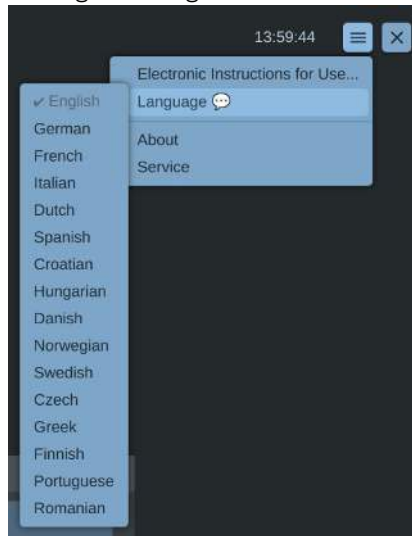 13:59:44
Electronic Instructions for Use...
Language 💬
About
Service
✔ English
German
French
Italian
Dutch
Spanish
Croatian
Hungarian
Danish
Norwegian
Swedish
Czech
Greek
Finnish
Portuguese
Romanian